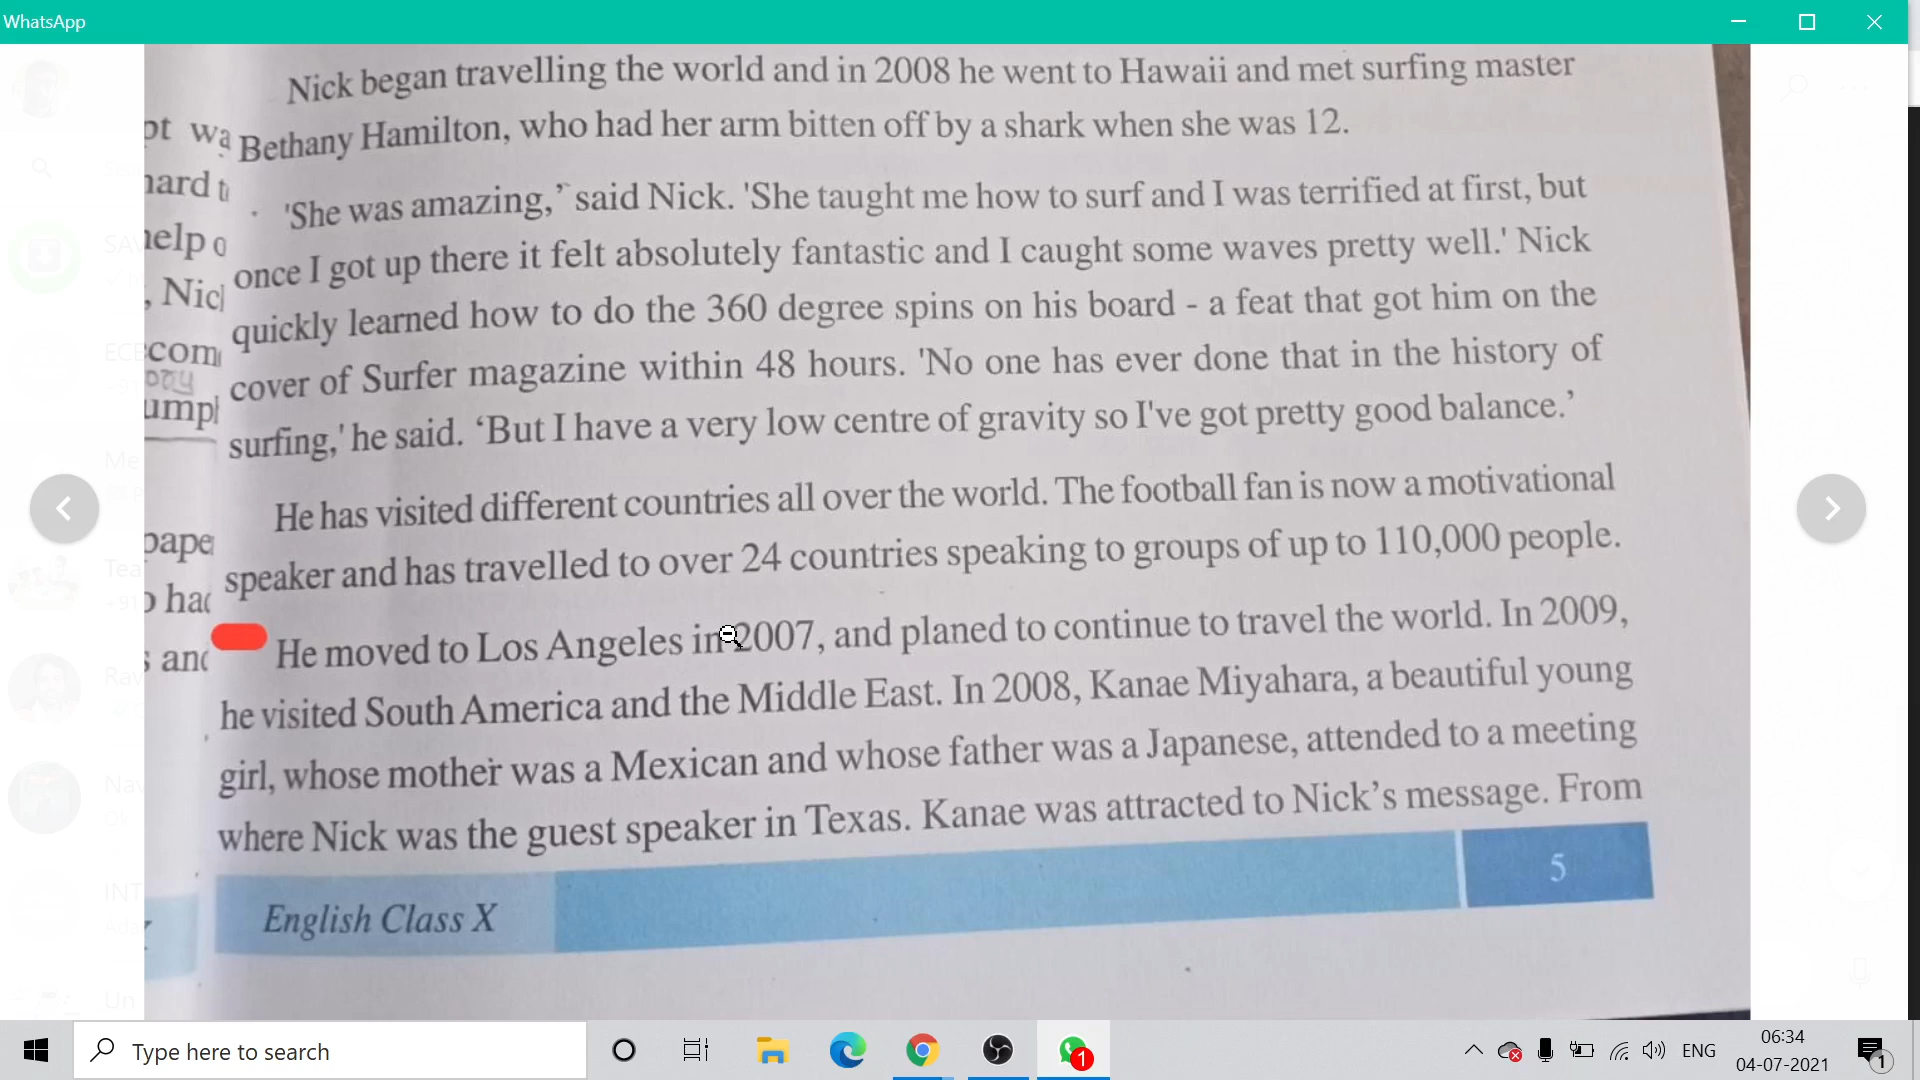 WhatsApp
Nick began travelling the world and in 2008 he went to Hawaii and met surfing master
Bethany Hamilton, who had her arm bitten off by a shark when she was 12.
'She was amazing,’ said Nick. 'She taught me how to surf and I was terrified at first, but
once I got up there it felt absolutely fantastic and I caught some waves pretty well.' Nick
quickly learned how to do the 360 degree spins on his board - a feat that got him on the
cover of Surfer magazine within 48 hours. 'No one has ever done that in the history of
surfing,' he said. ‘But I have a very low centre of gravity so I've got pretty good balance.’
He has visited different countries all over the world. The football fan is now a motivational
speaker and has travelled to over 24 countries speaking to groups of up to 110,000 people.
He moved to Los Angeles in 2007, and planed to continue to travel the world. In 2009,
he visited South America and the Middle East. In 2008, Kanae Miyahara, a beautiful young
girl, whose mother was a Mexican and whose father was a Japanese, attended to a meeting
where Nick was the guest speaker in Texas. Kanae was attracted to Nick’s message. From
English Class X
5
Type here to search
1
ENG
06:34
04-07-2021
1